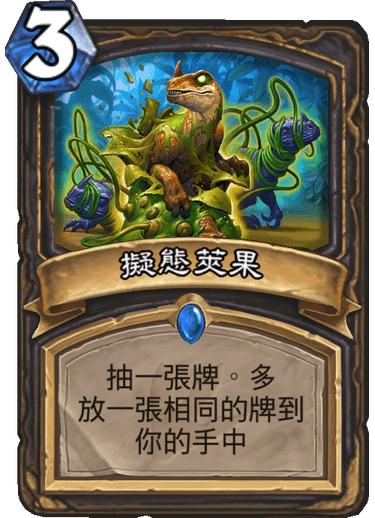 3
擬態莢果
抽一張牌。多
放一張相同的牌到
你的手中